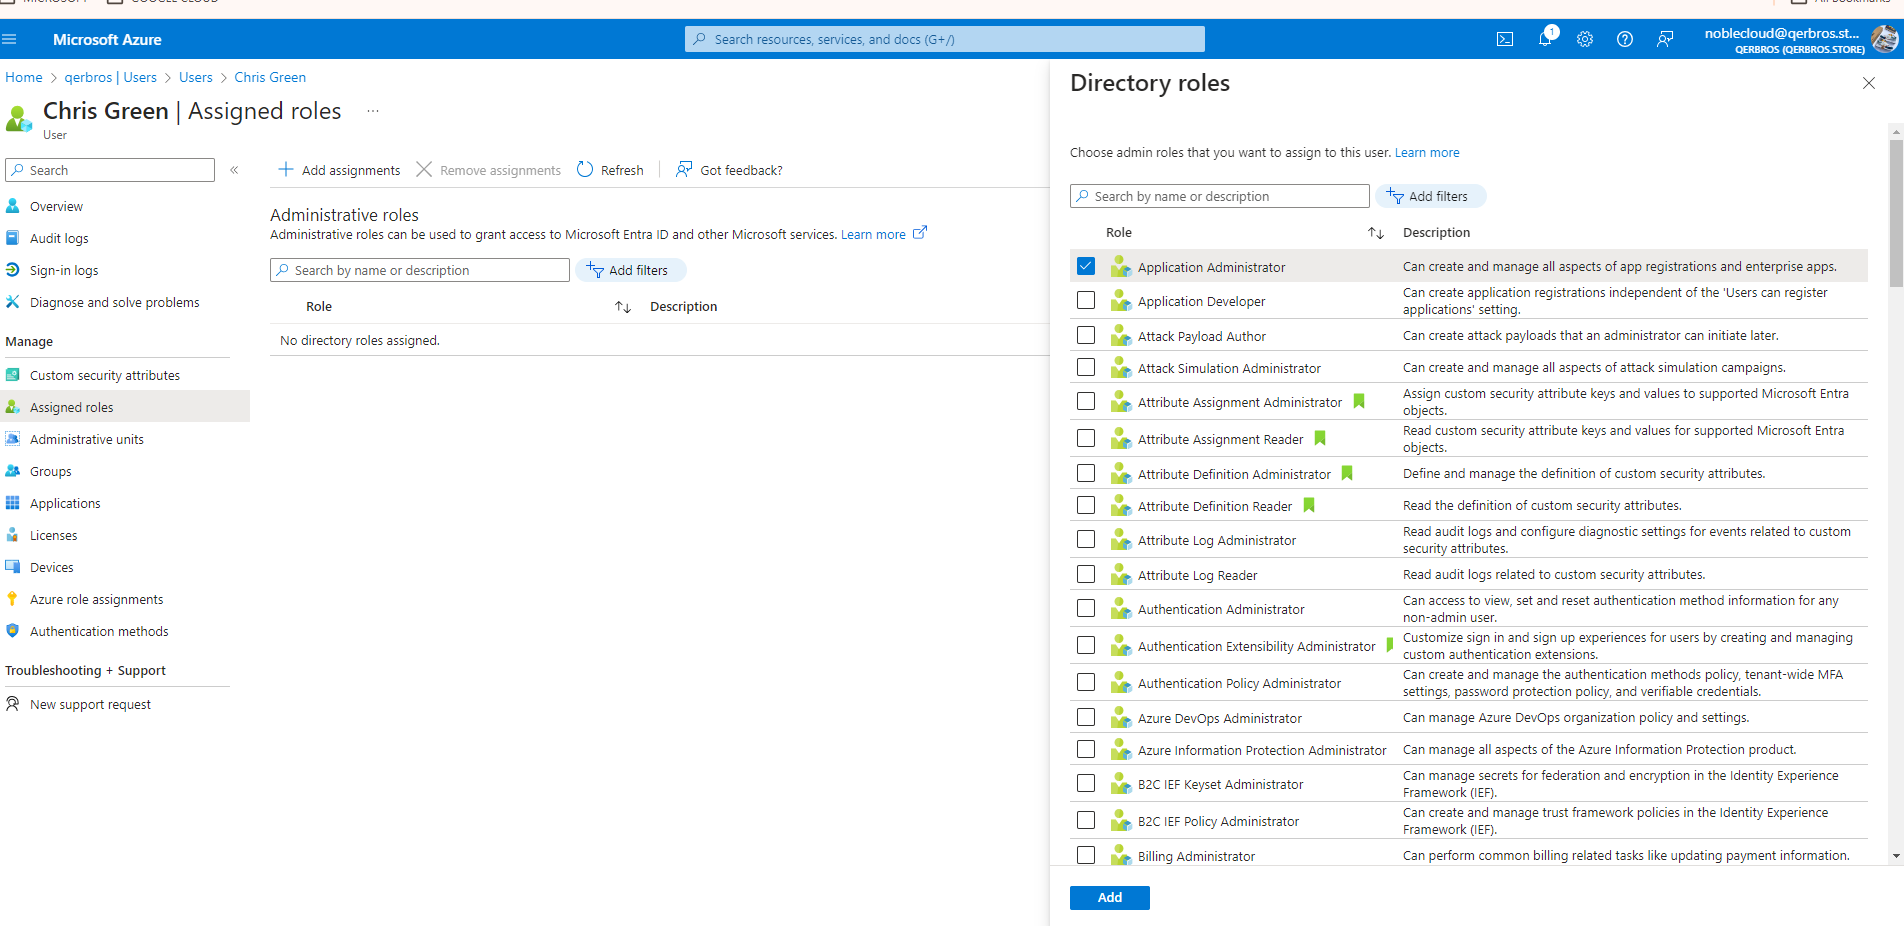 MICROSOFT
GOOGLE CLOUD
All Bookmarks
Microsoft Azure
Search resources, services, and docs (G+/)
1
noblecloud@qerbros.st...
QERBROS (QERBROS.STORE)
Home > qerbros | Users > Users > Chris Green
Chris Green | Assigned roles ...
User
Search
«
Overview
Audit logs
Sign-in logs
Diagnose and solve problems
Manage
Custom security attributes
Assigned roles
Administrative units
Groups
Applications
Licenses
Devices
Azure role assignments
Authentication methods
Troubleshooting + Support
New support request
Add assignments
Remove assignments
Refresh
Got feedback?
Administrative roles
Administrative roles can be used to grant access to Microsoft Entra ID and other Microsoft services. Learn more
Search by name or description
Add filters
Role
Description
No directory roles assigned.
Directory roles
Choose admin roles that you want to assign to this user. Learn more
Search by name or description
Add filters
Role
Description
Application Administrator
Can create and manage all aspects of app registrations and enterprise apps.
Application Developer
Can create application registrations independent of the 'Users can register
applications' setting.
Attack Payload Author
Can create attack payloads that an administrator can initiate later.
Attack Simulation Administrator
Can create and manage all aspects of attack simulation campaigns.
Attribute Assignment Administrator
Assign custom security attribute keys and values to supported Microsoft Entra
objects.
Attribute Assignment Reader
Read custom security attribute keys and values for supported Microsoft Entra
objects.
Attribute Definition Administrator
Define and manage the definition of custom security attributes.
Attribute Definition Reader
Read the definition of custom security attributes.
Attribute Log Administrator
Read audit logs and configure diagnostic settings for events related to custom
security attributes.
Attribute Log Reader
Read audit logs related to custom security attributes.
Authentication Administrator
Can access to view, set and reset authentication method information for any
non-admin user.
Authentication Extensibility Administrator
Customize sign in and sign up experiences for users by creating and managing
custom authentication extensions.
Authentication Policy Administrator
Can create and manage the authentication methods policy, tenant-wide MFA
settings, password protection policy, and verifiable credentials.
Azure DevOps Administrator
Can manage Azure DevOps organization policy and settings.
Azure Information Protection Administrator
Can manage all aspects of the Azure Information Protection product.
B2C IEF Keyset Administrator
Can manage secrets for federation and encryption in the Identity Experience
Framework (IEF).
B2C IEF Policy Administrator
Can create and manage trust framework policies in the Identity Experience
Framework (IEF).
Billing Administrator
Can perform common billing related tasks like updating payment information.
Add